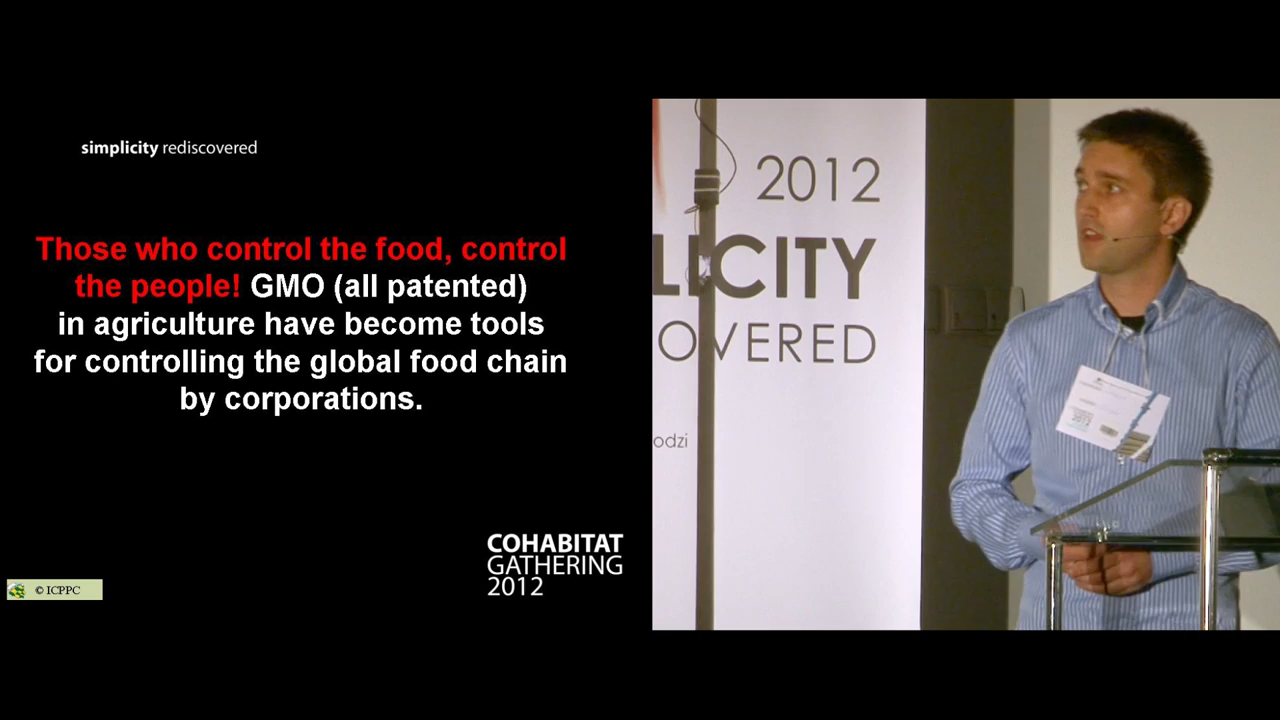 simplicity rediscovered
Those who control the food, control
the people! GMO (all patented)
in agriculture have become tools
for controlling the global food chain
by corporations.
COHABITAT
GATHERING
2012
© ICPPC
2012
LICITY
OVERED
odzi